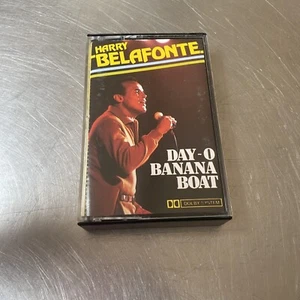 HARRY
BELAFONTE
DAY-O
BANANA
BOAT
DOLBY SYSTEM